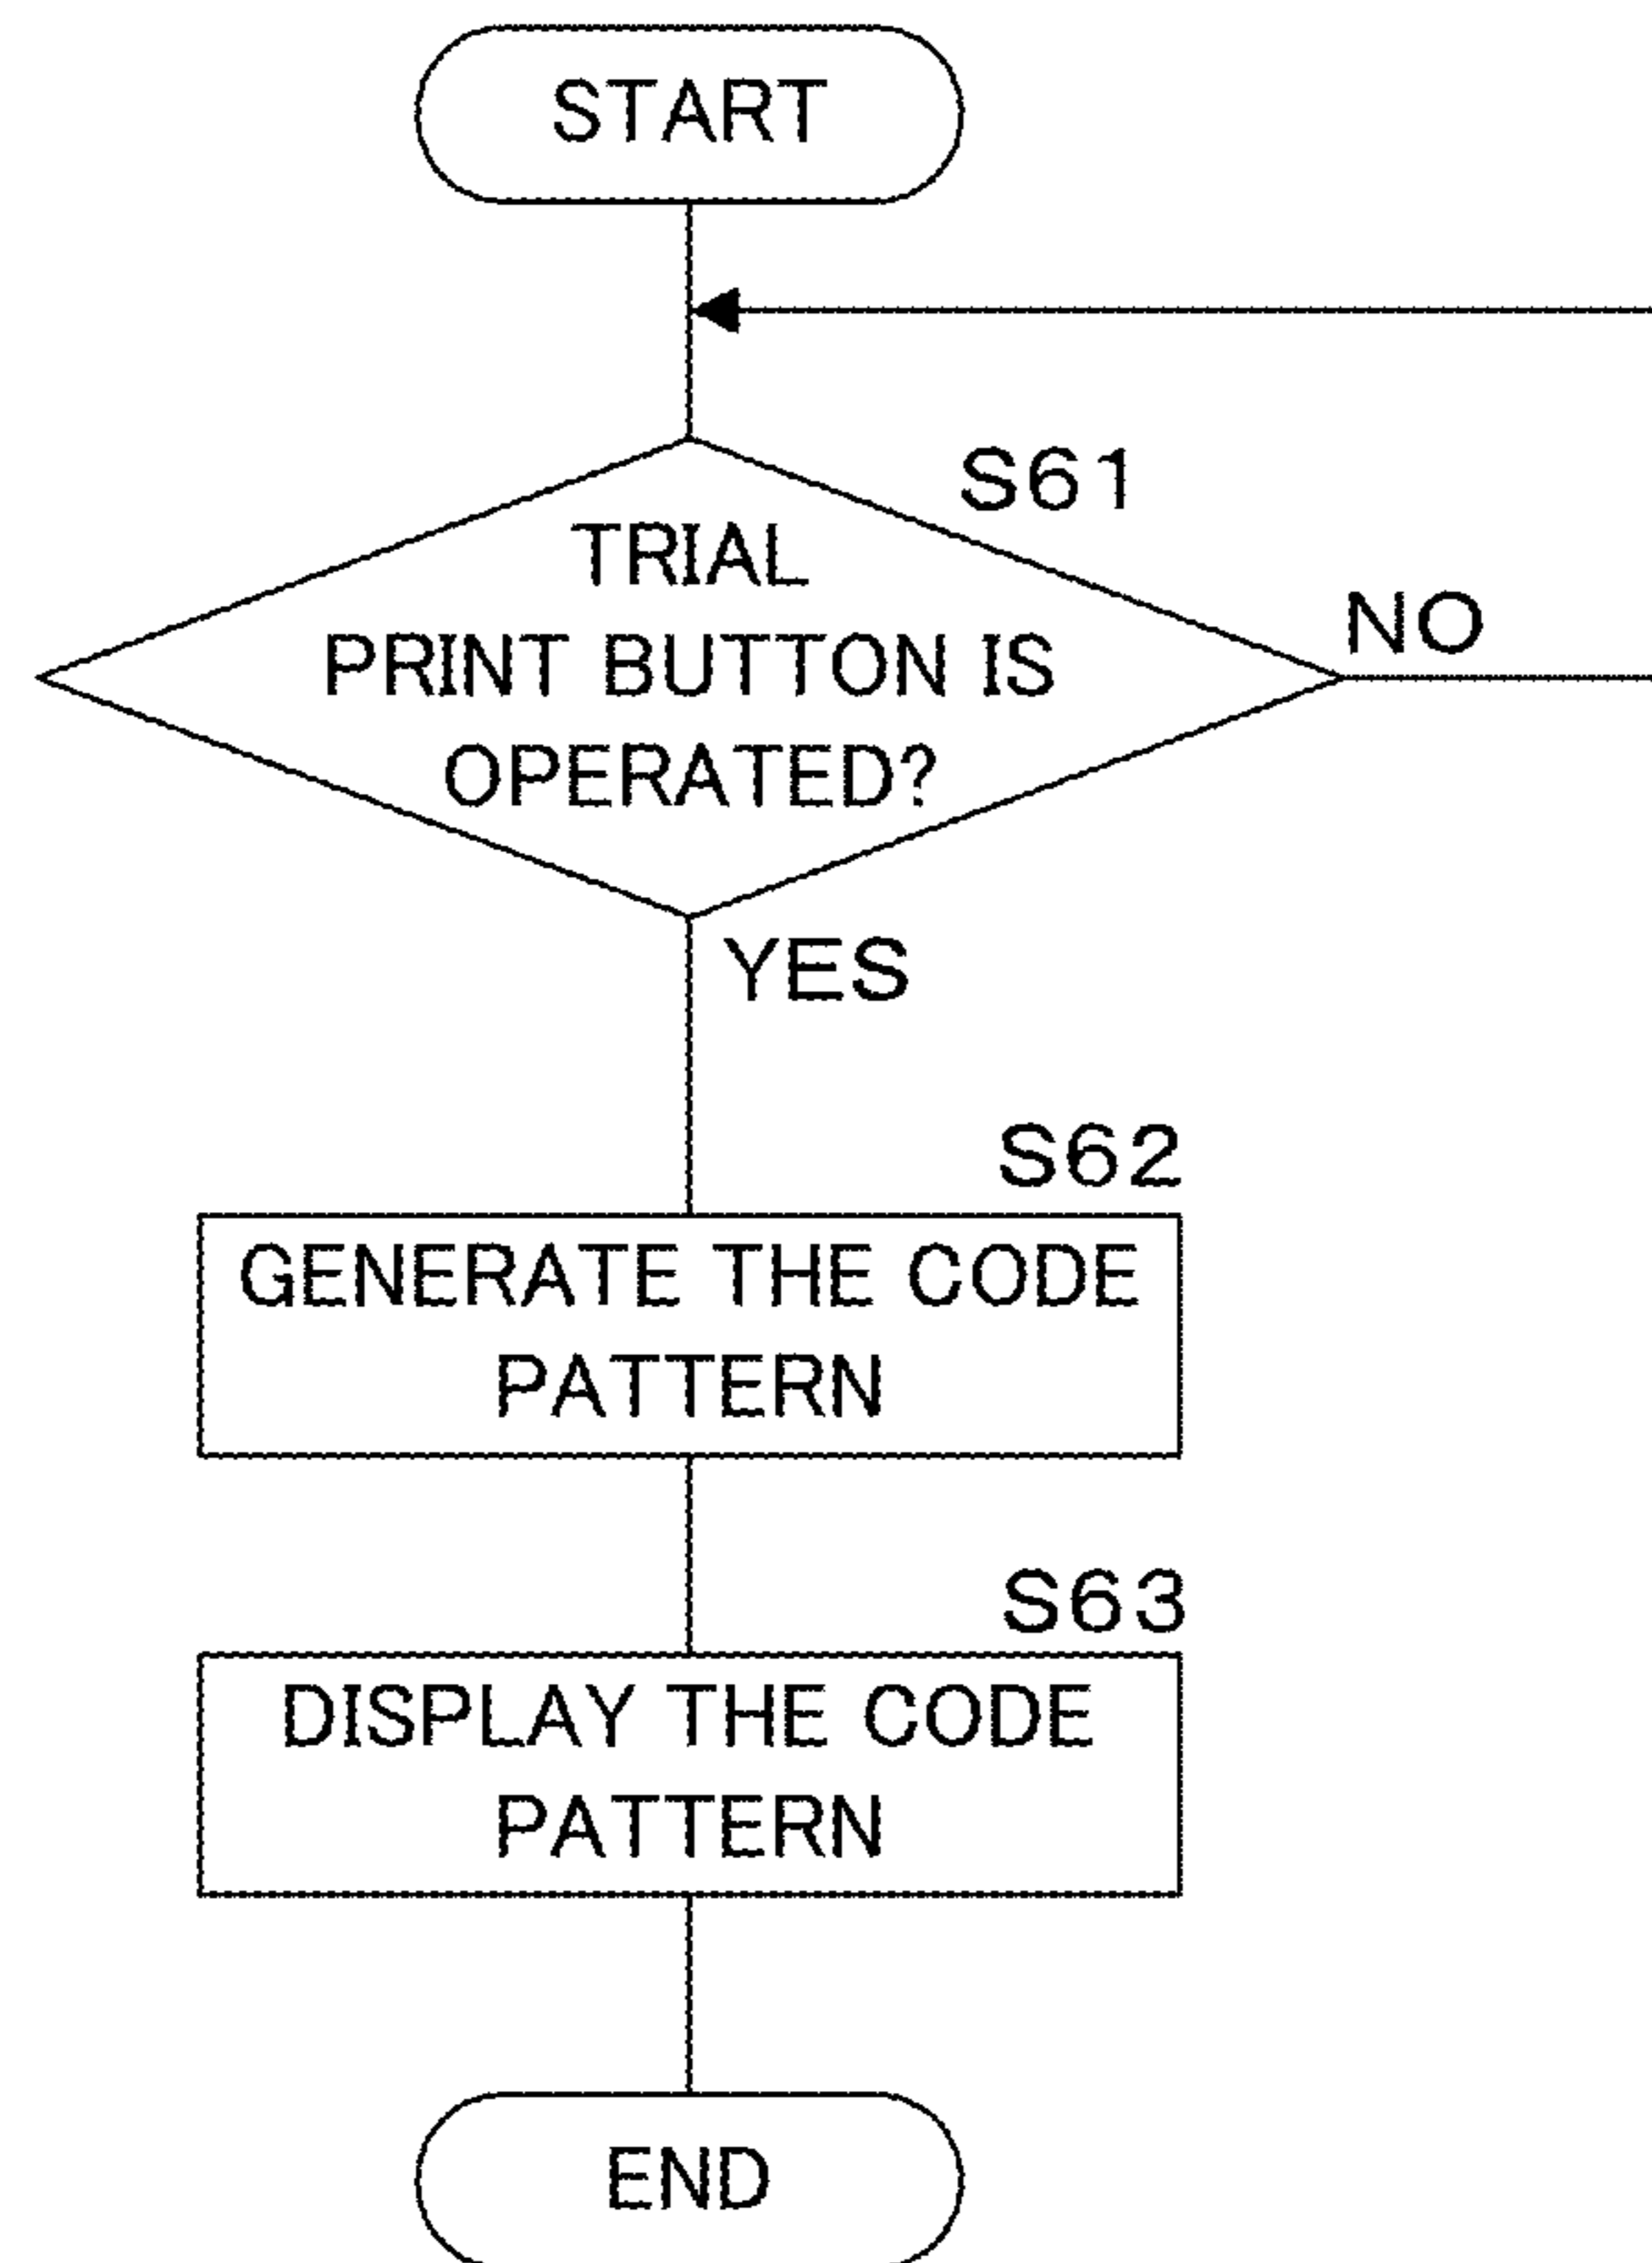 START
S61
TRIAL
PRINT BUTTON IS
OPERATED?
NO
YES
S62
GENERATE THE CODE
PATTERN
S63
DISPLAY THE CODE
PATTERN
END